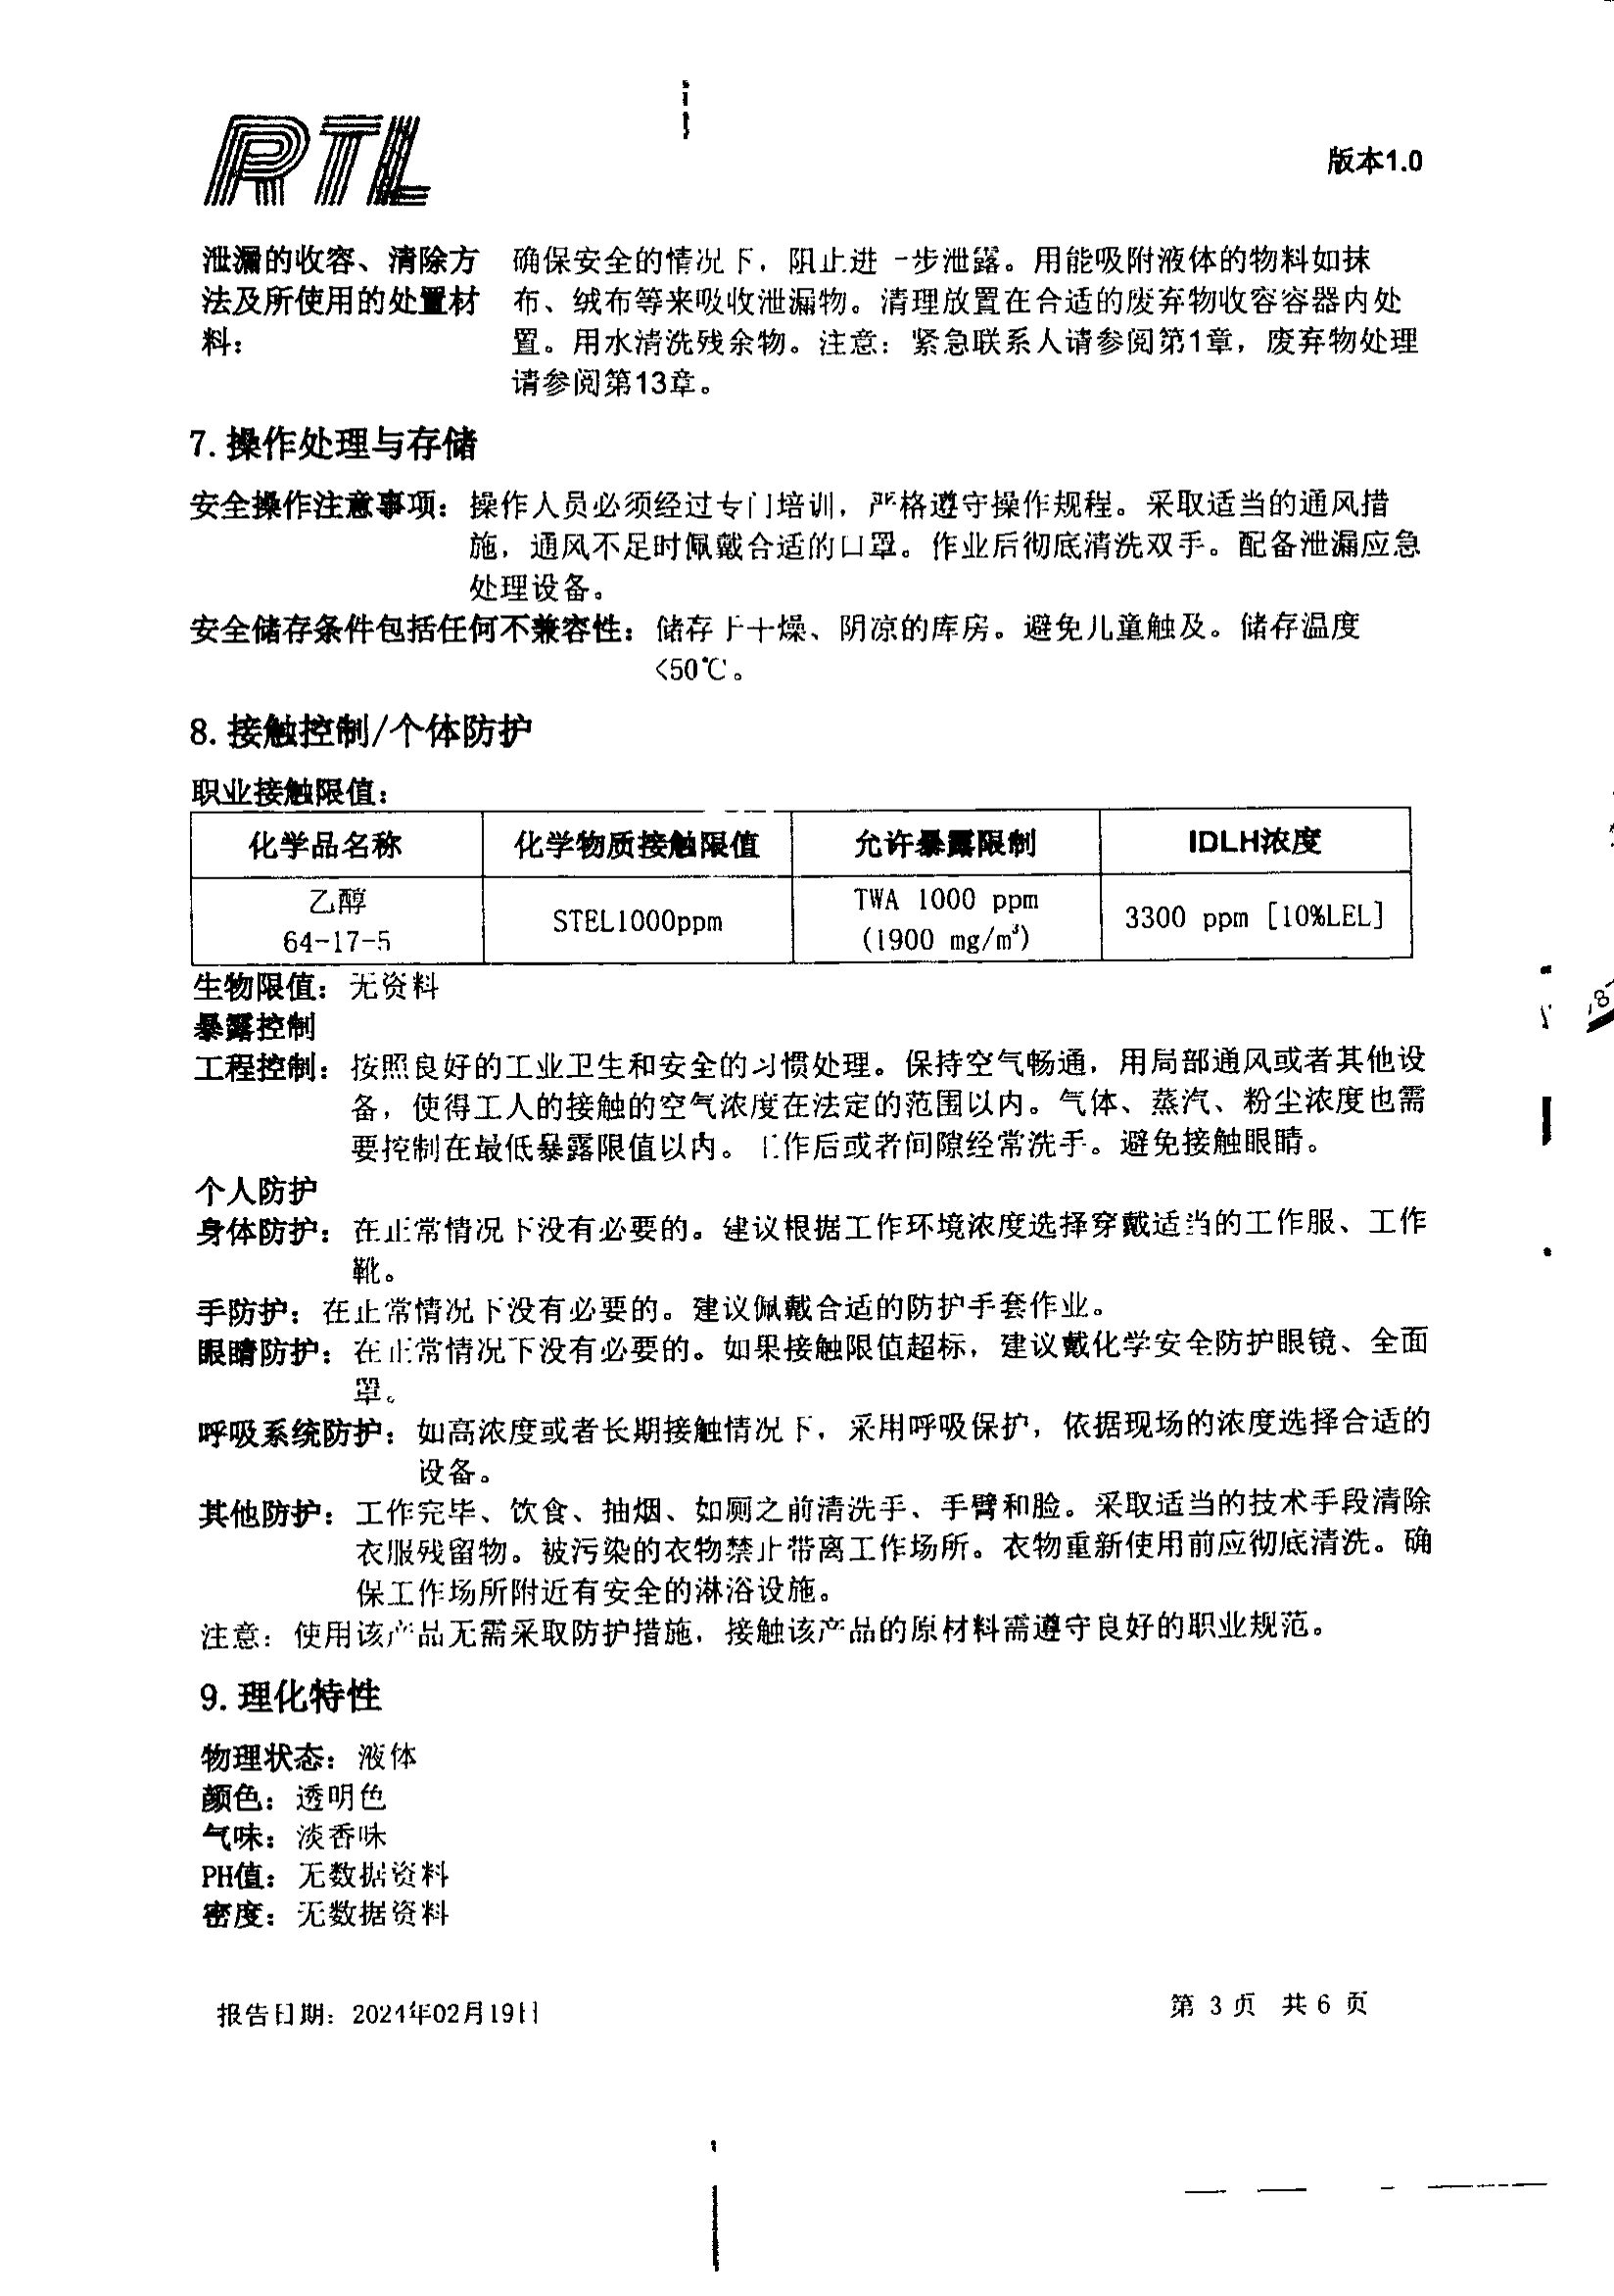 RTL
版本1.0
泄漏的收容、清除方
法及所使用的处置材
料：
确保安全的情况下，阻止进一步泄露。用能吸附液体的物料如抹
布、绒布等来吸收泄漏物。清理放置在合适的废弃物收容容器内处
置。用水清洗残余物。注意：紧急联系人请参阅第1章，废弃物处理
请参阅第13章。
7. 操作处理与存储
安全操作注意事项：操作人员必须经过专门培训，严格遵守操作规程。采取适当的通风措
施，通风不足时佩戴合适的口罩。作业后彻底清洗双手。配备泄漏应急
处理设备。
安全储存条件包括任何不兼容性：储存于干燥、阴凉的库房。避免儿童触及。储存温度
<50℃。
8. 接触控制/个体防护
职业接触限值：
化学品名称 化学物质接触限值 允许暴露限制 IDLH浓度
乙醇
64-17-5
STEL1000ppm
TWA 1000 ppm
(1900 mg/m³)
3300 ppm [10%LEL]
生物限值：无资料
暴露控制
工程控制：按照良好的工业卫生和安全的习惯处理。保持空气畅通，用局部通风或者其他设
备，使得工人的接触的空气浓度在法定的范围以内。气体、蒸汽、粉尘浓度也需
要控制在最低暴露限值以内。工作后或者间隙经常洗手。避免接触眼睛。
个人防护
身体防护：在正常情况下没有必要的。建议根据工作环境浓度选择穿戴适当的工作服、工作
靴。
手防护：在正常情况下没有必要的。建议佩戴合适的防护手套作业。
眼睛防护：在正常情况下没有必要的。如果接触限值超标，建议戴化学安全防护眼镜、全面
罩。
呼吸系统防护：如高浓度或者长期接触情况下，采用呼吸保护，依据现场的浓度选择合适的
设备。
其他防护：工作完毕、饮食、抽烟、如厕之前清洗手、手臂和脸。采取适当的技术手段清除
衣服残留物。被污染的衣物禁止带离工作场所。衣物重新使用前应彻底清洗。确
保工作场所附近有安全的淋浴设施。
注意：使用该产品无需采取防护措施，接触该产品的原材料需遵守良好的职业规范。
9. 理化特性
物理状态：液体
颜色：透明色
气味：淡香味
PH值：无数据资料
密度：无数据资料
报告日期：2024年02月19日
第 3 页 共 6 页